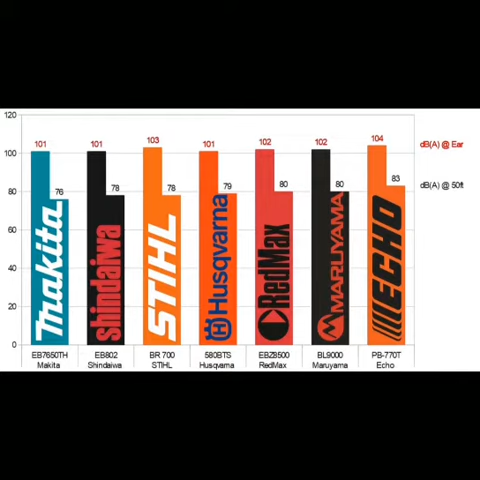 120
100
80
60
40
20
0
101
76
101
78
103
78
101
79
102
80
102
80
104
83
dB(A) @ Ear
dB(A) @ 50ft
makita
shindaiwa
STIHL
Husqvarna
RedMax
MARUYAMA
ECHO
EB7650TH
Makita
EB802
Shindaiwa
BR 700
STIHL
580BTS
Husqvarna
EBZ8500
RedMax
BL9000
Maruyama
PB-770T
Echo